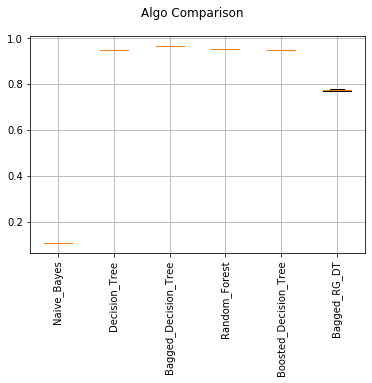 Algo Comparison
1.0
0.8
0.6
0.4
0.2
Naive_Bayes
Decision_Tree
Bagged_Decision_Tree
Random_Forest
Boosted_Decision_Tree
Bagged_RG_DT